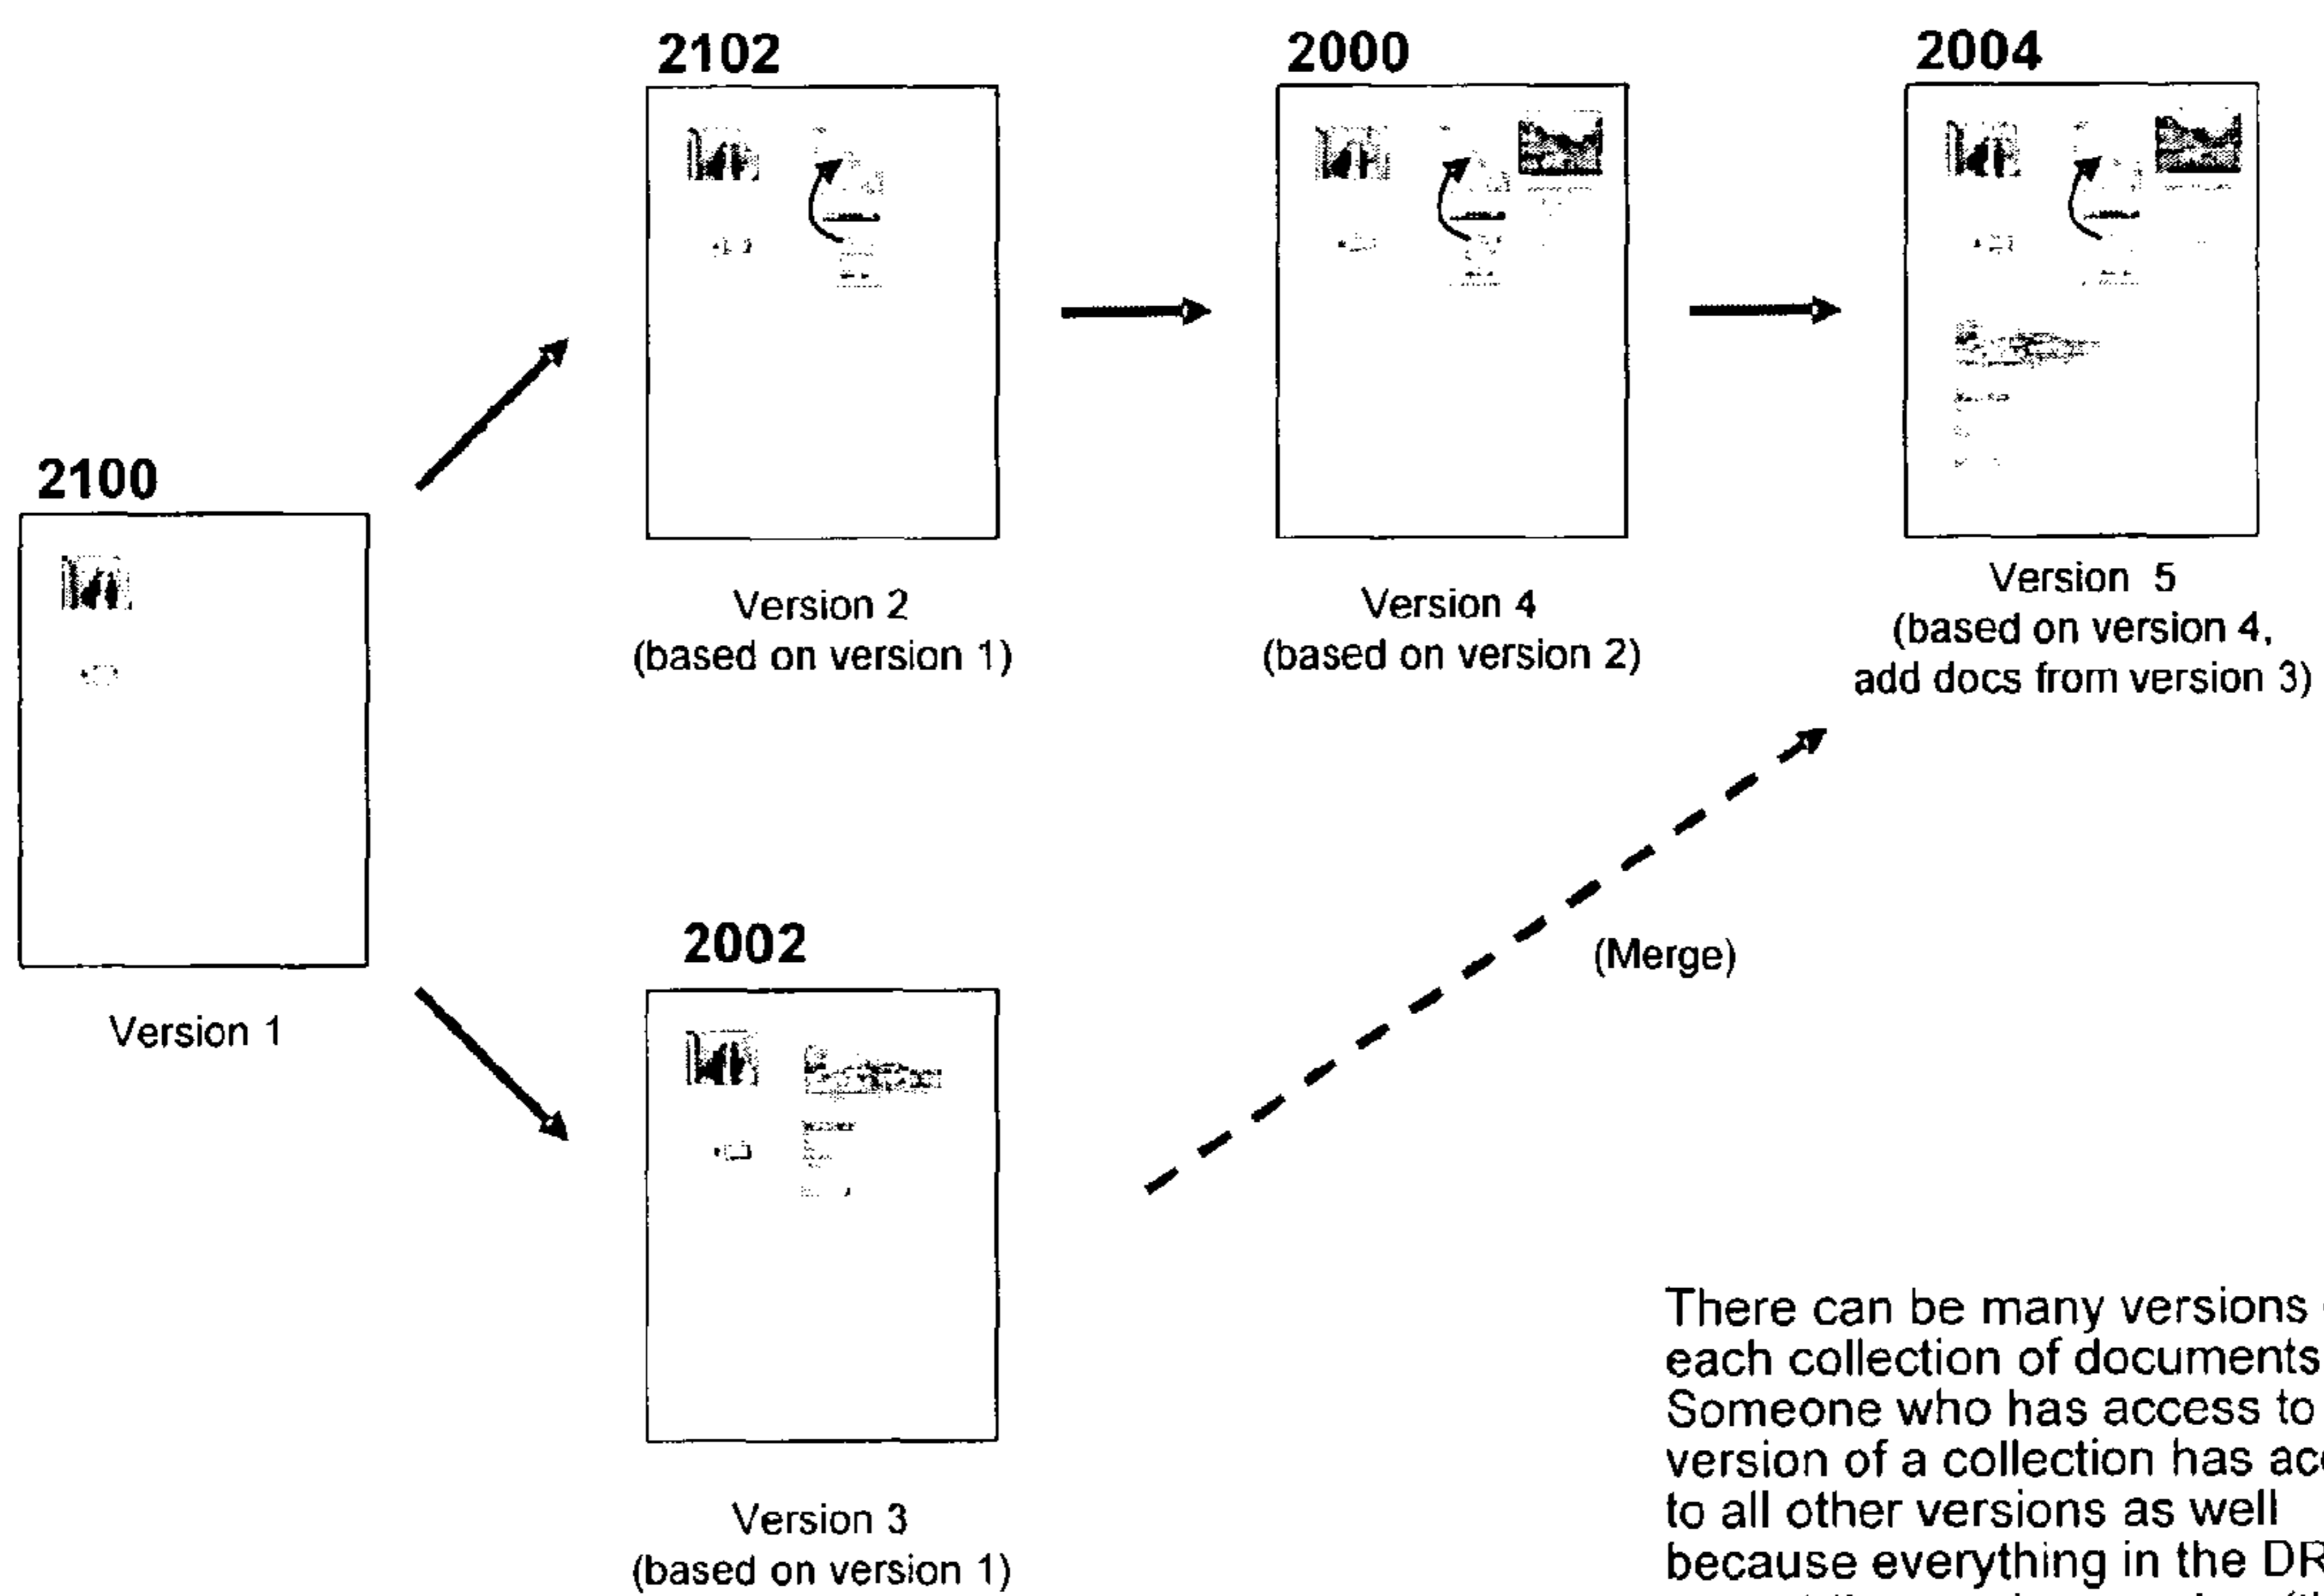 2102
2000
2004
2100
Version 2
(based on version 1)
Version 4
(based on version 2)
Version 5
(based on version 4,
add docs from version 3)
Version 1
2002
(Merge)
Version 3
(based on version 1)
There can be many versions
each collection of documents
Someone who has access to
version of a collection has
to all other versions as well
because everything in the